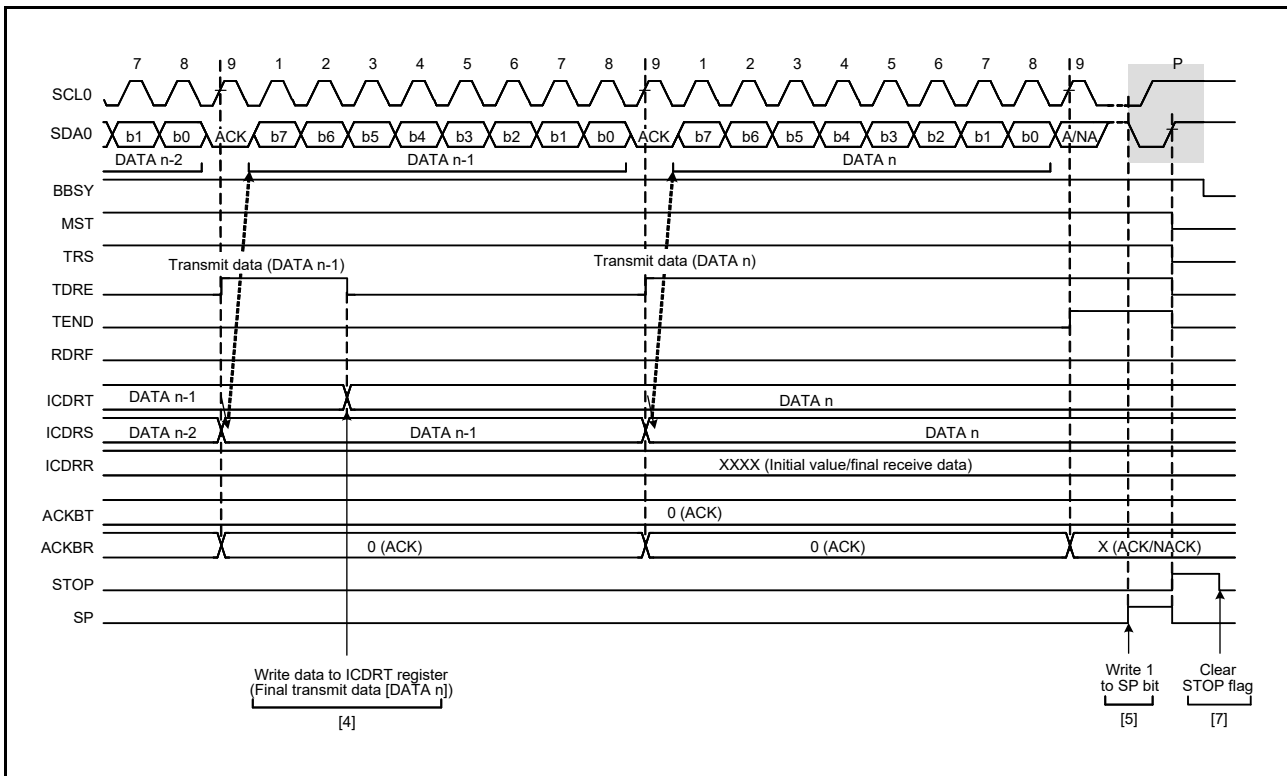 7 8 9 1 2 3 4 5 6 7 8 9 1 2 3 4 5 6 7 8 9 P
SCL0
SDA0 b1 b0 ACK b7 b6 b5 b4 b3 b2 b1 b0 ACK b7 b6 b5 b4 b3 b2 b1 b0 A/NA
DATA n-2 DATA n-1 DATA n
BBSY
MST
TRS
Transmit data (DATA n-1) Transmit data (DATA n)
TDRE
TEND
RDRF
ICDRT DATA n-1 DATA n
ICDRS DATA n-2 DATA n-1 DATA n
ICDRR XXXX (Initial value/final receive data)
ACKBT 0 (ACK)
ACKBR 0 (ACK) 0 (ACK) X (ACK/NACK)
STOP
SP
Write data to ICDRT register
(Final transmit data [DATA n])
[4]
Write 1
to SP bit
[5]
Clear
STOP flag
[7]